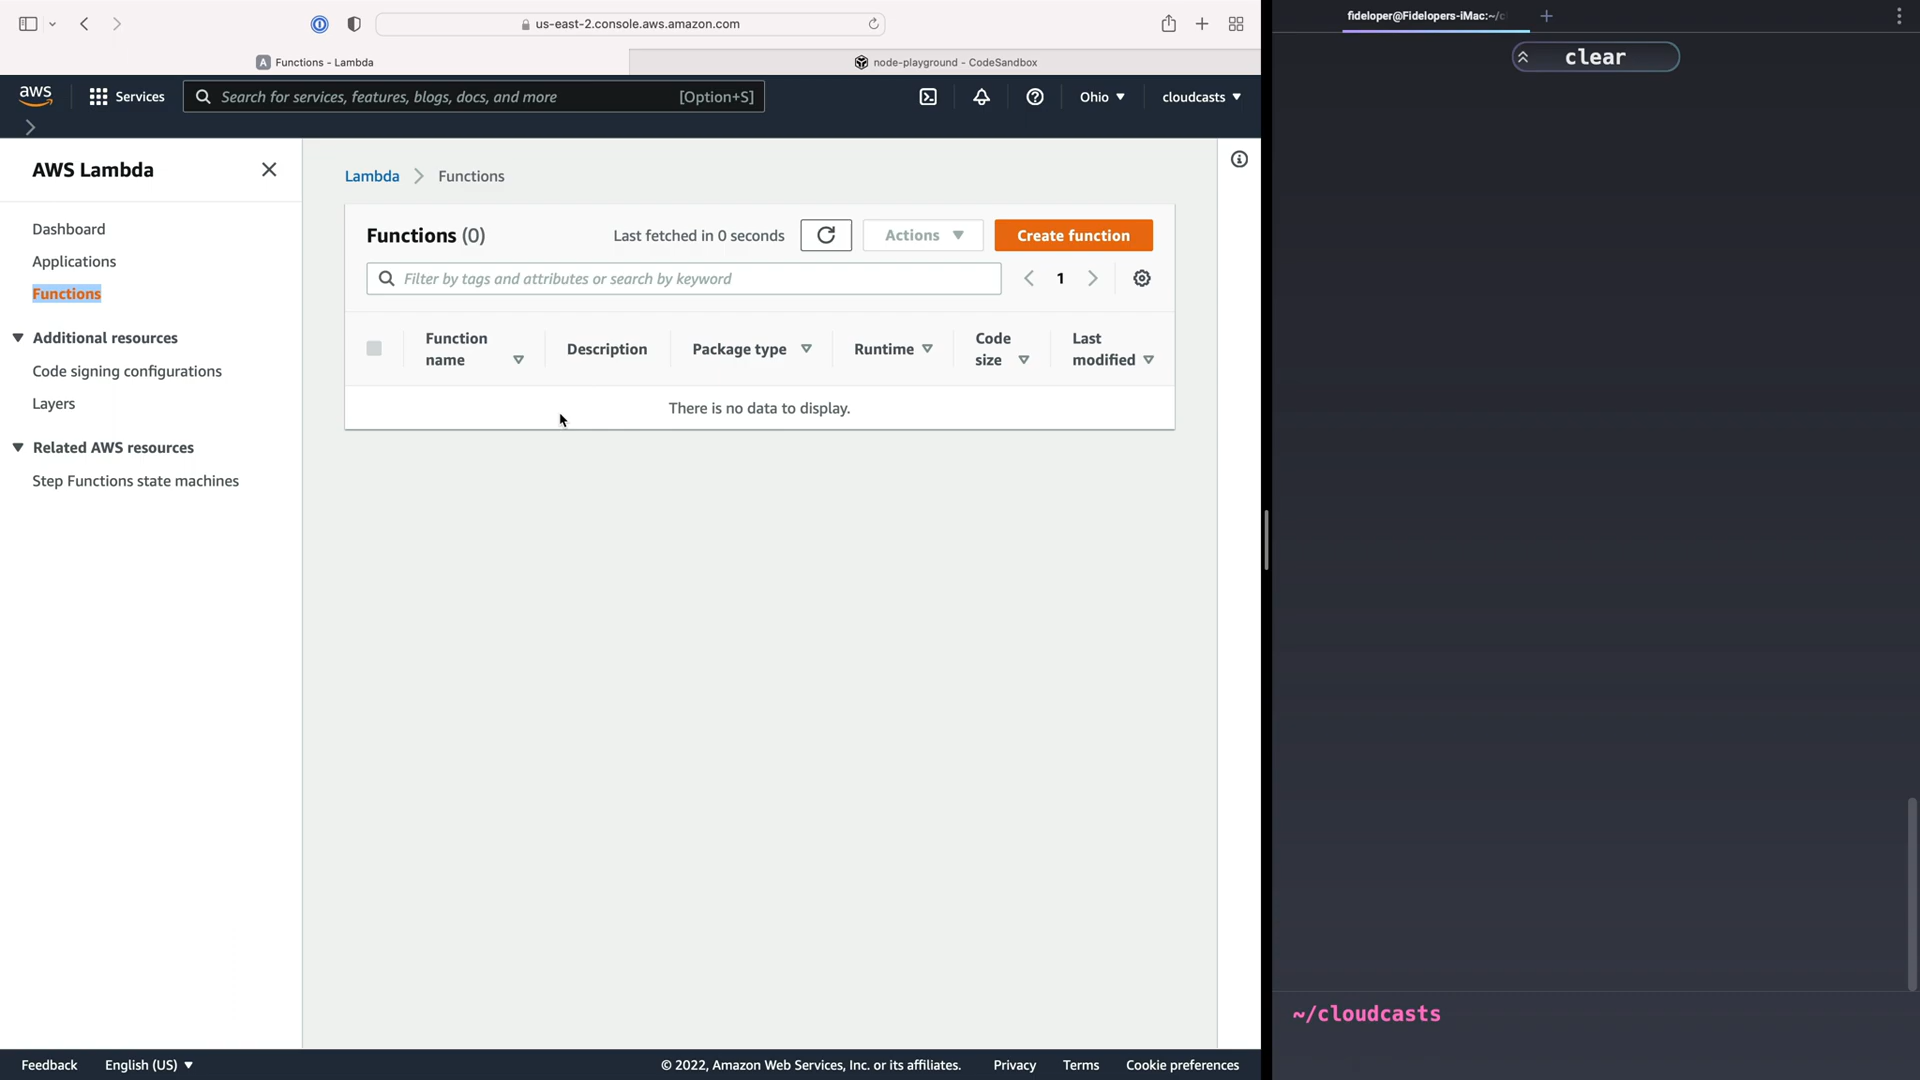 us-east-2.console.aws.amazon.com
Functions - Lambda
node-playground - CodeSandbox
aws
Services
Search for services, features, blogs, docs, and more
[Option+S]
Ohio
cloudcasts
AWS Lambda
Dashboard
Applications
Functions
Additional resources
Code signing configurations
Layers
Related AWS resources
Step Functions state machines
Lambda
Functions
Functions (0)
Last fetched in 0 seconds
Actions
Create function
Filter by tags and attributes or search by keyword
1
Function
name
Description
Package type
Runtime
Code
size
Last
modified
There is no data to display.
Feedback
English (US)
© 2022, Amazon Web Services, Inc. or its affiliates.
Privacy
Terms
Cookie preferences
fideloper@Fidelopers-iMac:~/c
clear
~/cloudcasts